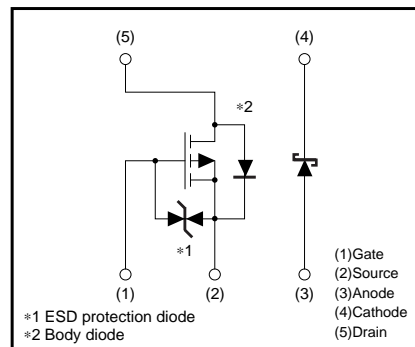 (5)
(4)
∗2
∗1
(1)
(2)
(3)
(1)Gate
(2)Source
(3)Anode
(4)Cathode
(5)Drain
∗1 ESD protection diode
∗2 Body diode